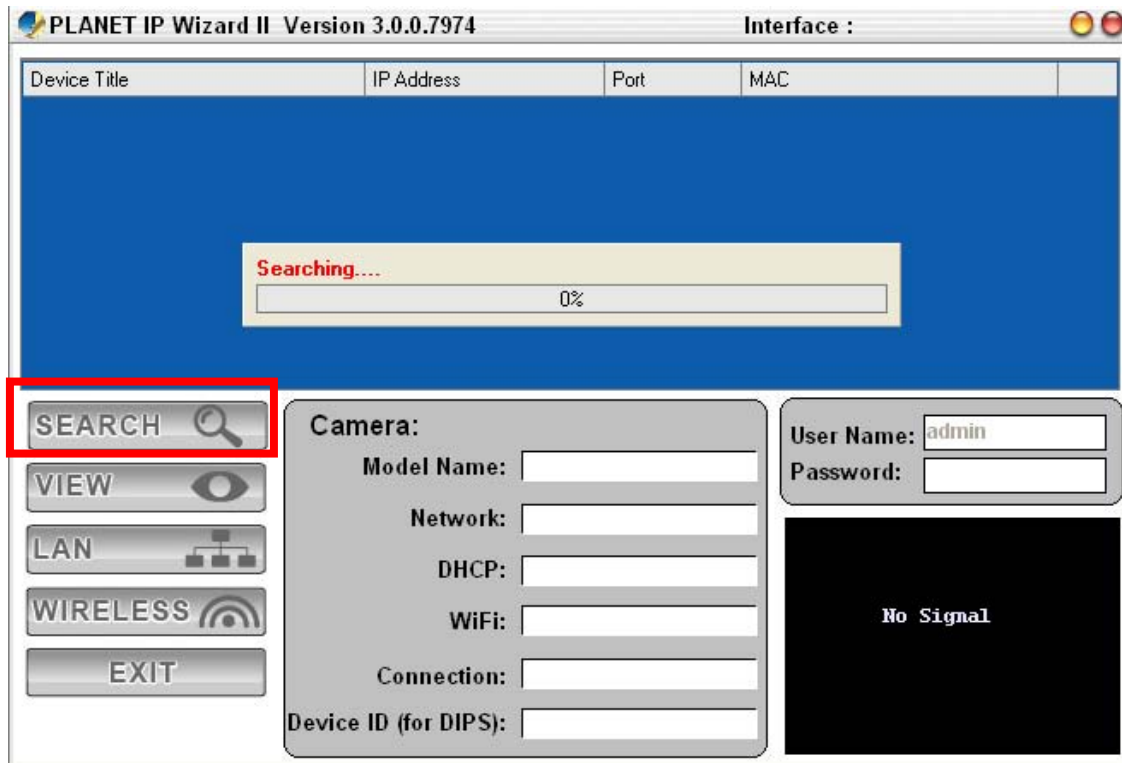 PLANET IP Wizard II Version 3.0.0.7974 Interface :
Device Title IP Address Port MAC
Searching....
0%
SEARCH
VIEW
LAN
WIRELESS
EXIT
Camera:
Model Name:
Network:
DHCP:
WiFi:
Connection:
Device ID (for DIPS):
User Name: admin
Password:
No Signal